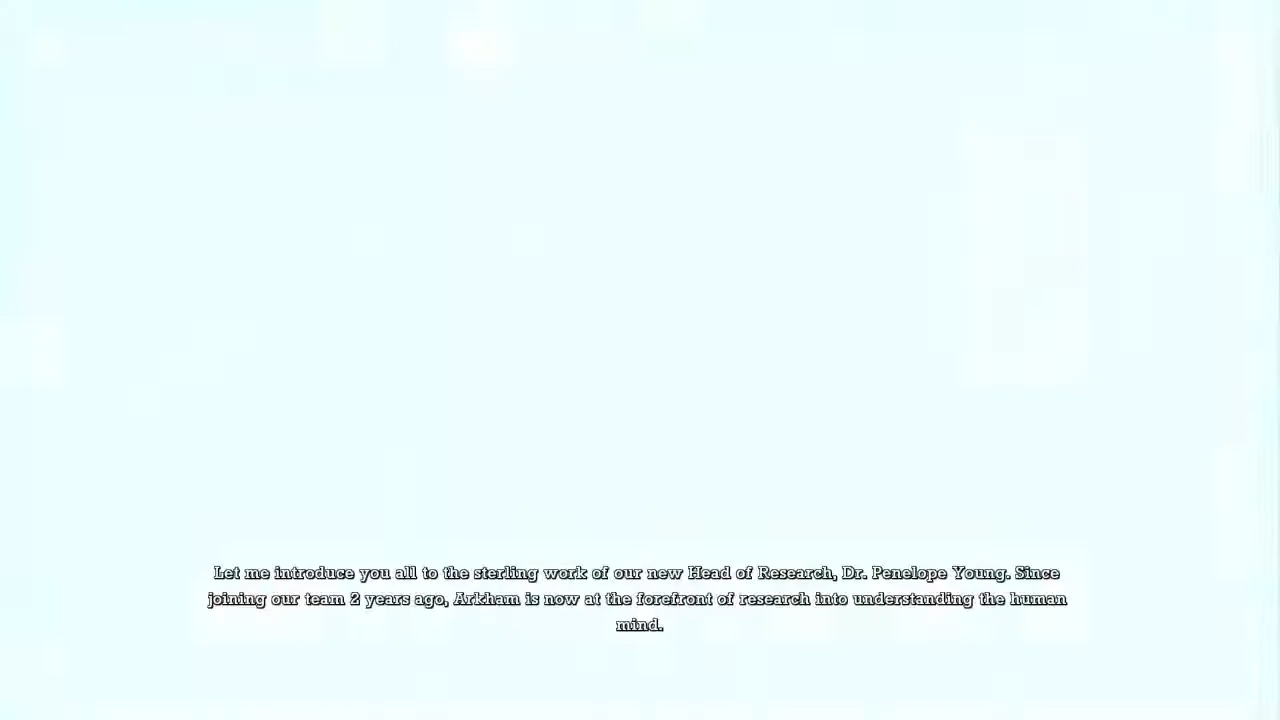 Let me introduce you all to the sterling work of our new Head of Research, Dr. Penelope Young. Since
joining our team 2 years ago, Arkham is now at the forefront of research into understanding the human
mind.